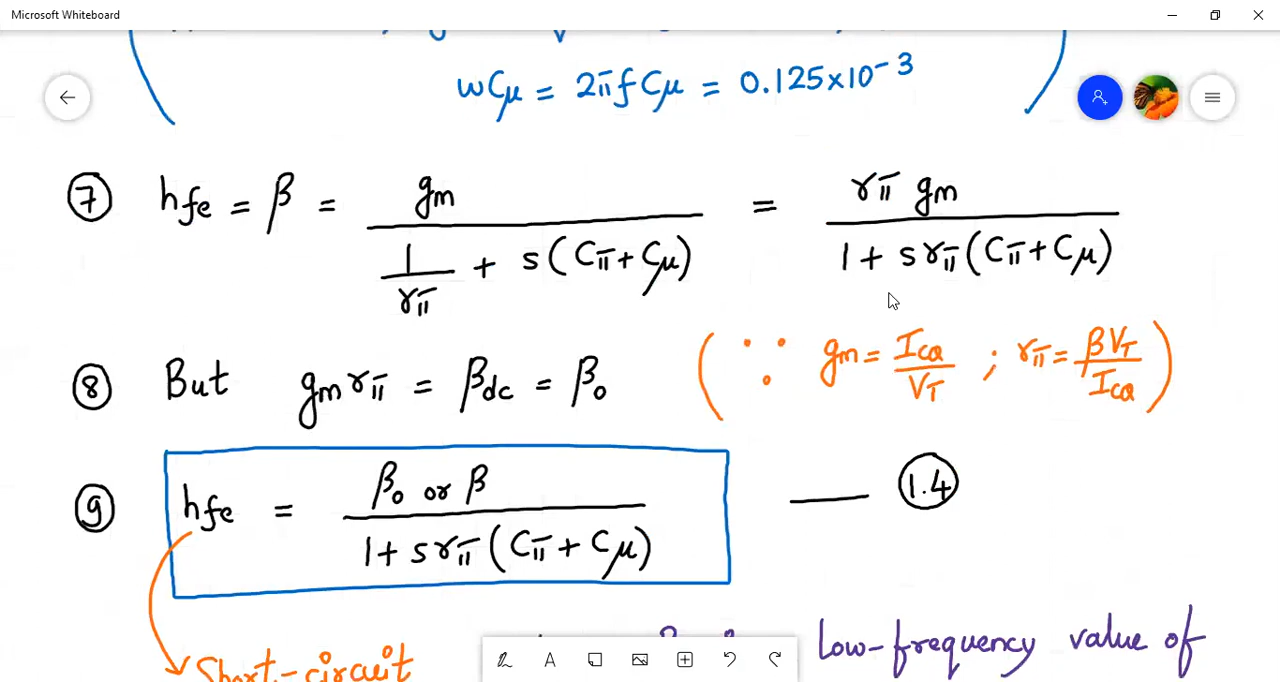 Microsoft Whiteboard
ωCμ = 2πfCμ = 0.125×10⁻³
⑦ hfe = β = gm / (1/rπ + s(Cπ+Cμ)) = rπ gm / (1 + s rπ(Cπ+Cμ))
⑧ But gm rπ = βdc = β₀ (∵ gm = ICQ/VT ; rπ = βVT/ICQ)
⑨ hfe = β₀ or β / (1 + s rπ(Cπ + Cμ)) —— (1.4)
low-frequency value of
Short-circuit